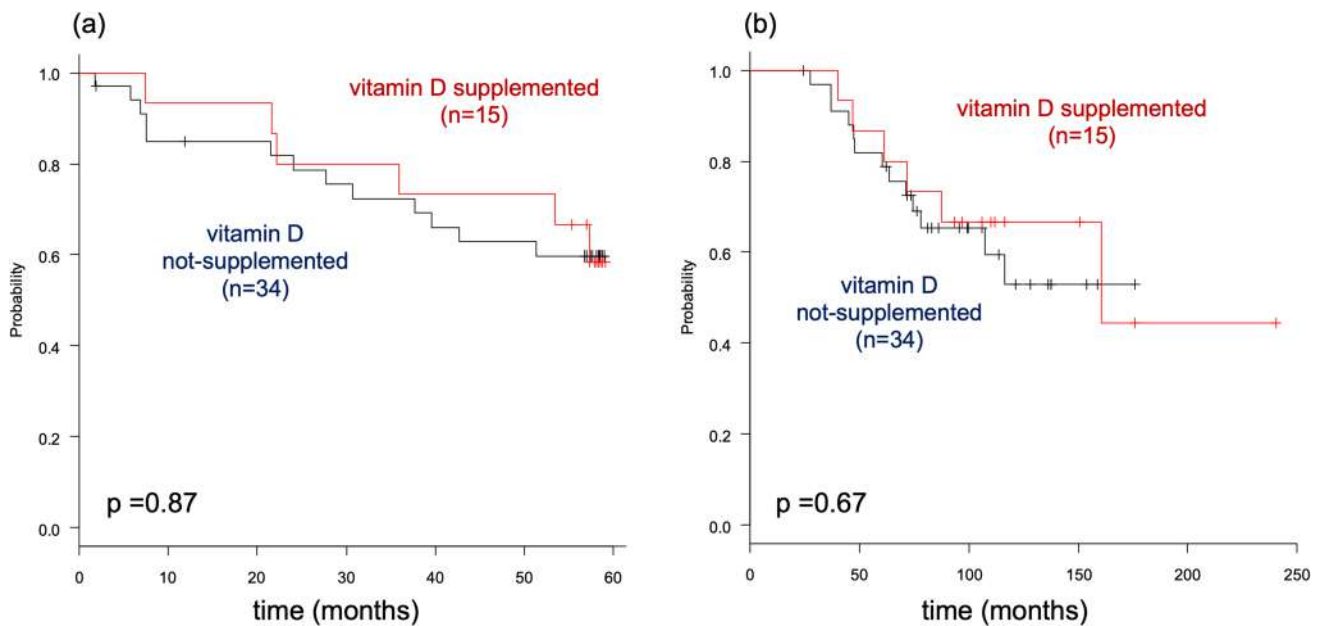 (a)
1.0
0.8
0.6
0.4
0.2
0.0
Probability
vitamin D supplemented
(n=15)
vitamin D
not-supplemented
(n=34)
p =0.87
0 10 20 30 40 50 60
time (months)
(b)
1.0
0.8
0.6
0.4
0.2
0.0
Probability
vitamin D supplemented
(n=15)
vitamin D
not-supplemented
(n=34)
p =0.67
0 50 100 150 200 250
time (months)